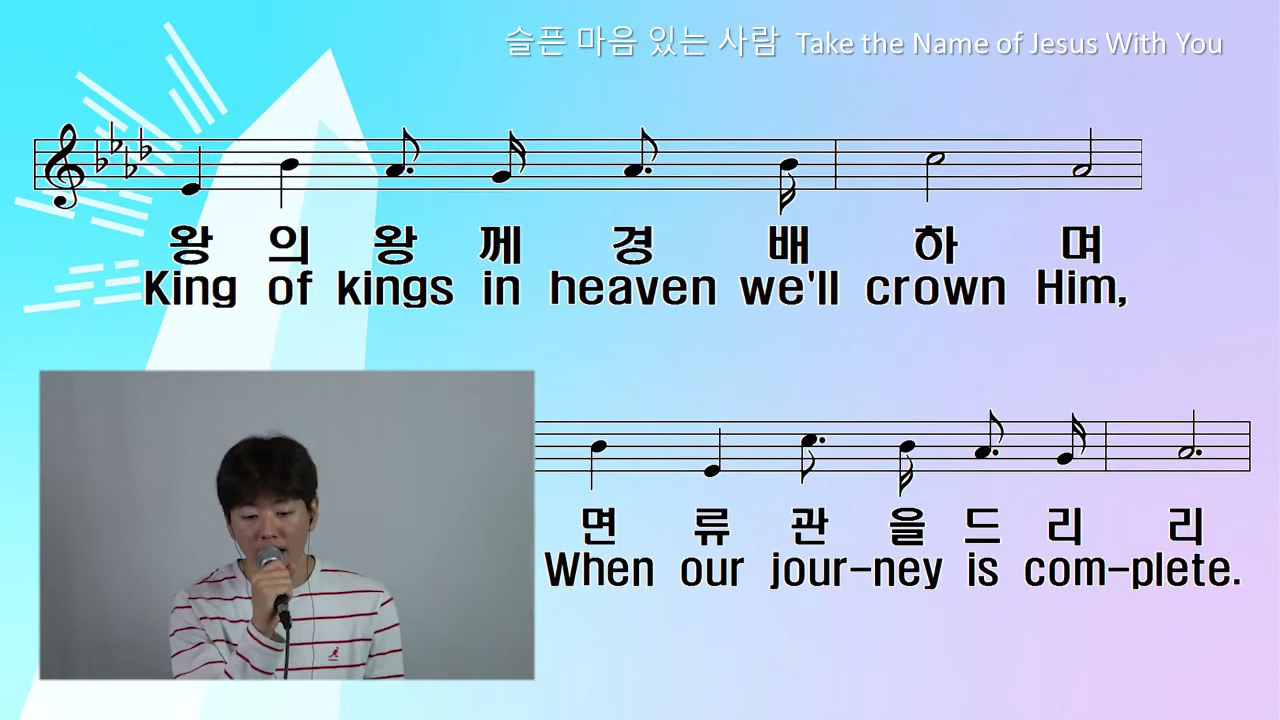 슬픈 마음 있는 사람 Take the Name of Jesus With You
왕 의 왕 께 경 배 하 며
King of kings in heaven we'll crown Him,
면 류 관 을 드 리 리
When our jour-ney is com-plete.